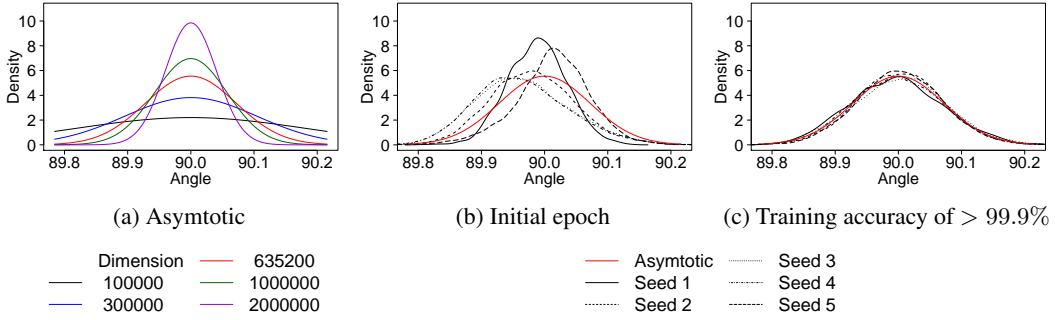 10
8
6
4
2
0
Density
89.8 89.9 90.0 90.1 90.2
Angle
(a) Asymtotic
10
8
6
4
2
0
Density
89.8 89.9 90.0 90.1 90.2
Angle
(b) Initial epoch
10
8
6
4
2
0
Density
89.8 89.9 90.0 90.1 90.2
Angle
(c) Training accuracy of > 99.9%
Dimension 635200
100000 1000000
300000 2000000
Asymtotic Seed 3
Seed 1 Seed 4
Seed 2 Seed 5